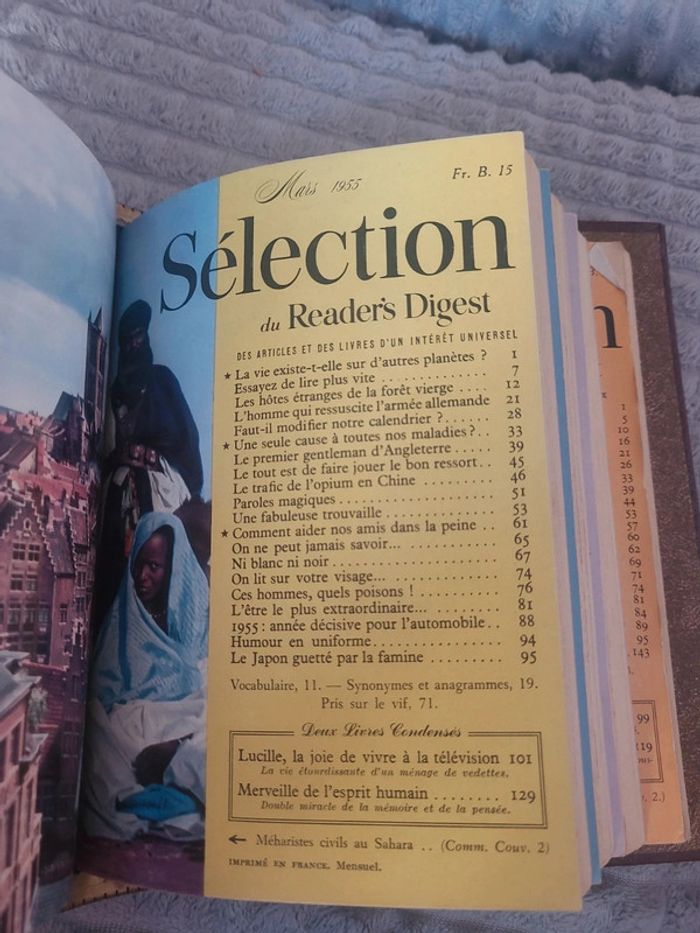 Mars 1955
Fr. B. 15
Sélection
du Reader's Digest
DES ARTICLES ET DES LIVRES D'UN INTÉRÊT UNIVERSEL
★ La vie existe-t-elle sur d'autres planètes ? 1
Essayez de lire plus vite . . . . . . . . . . . . 7
Les hôtes étranges de la forêt vierge . . . . 12
L'homme qui ressuscite l'armée allemande 21
Faut-il modifier notre calendrier ? . . . . . . 28
★ Une seule cause à toutes nos maladies ? . . 33
Le premier gentleman d'Angleterre . . . . . 39
Le tout est de faire jouer le bon ressort . . 45
Le trafic de l'opium en Chine . . . . . . . . . 46
Paroles magiques . . . . . . . . . . . . . . . . . . 51
Une fabuleuse trouvaille . . . . . . . . . . . . . 53
★ Comment aider nos amis dans la peine . . 61
On ne peut jamais savoir... . . . . . . . . . . . 65
Ni blanc ni noir . . . . . . . . . . . . . . . . . . . 67
On lit sur votre visage... . . . . . . . . . . . . . 74
Ces hommes, quels poisons ! . . . . . . . . . . 76
L'être le plus extraordinaire... . . . . . . . . . 81
1955 : année décisive pour l'automobile . . 88
Humour en uniforme . . . . . . . . . . . . . . . 94
Le Japon guetté par la famine . . . . . . . . . 95
Vocabulaire, 11. — Synonymes et anagrammes, 19.
Pris sur le vif, 71.
Deux Livres Condensés
Lucille, la joie de vivre à la télévision 101
La vie étourdissante d'un ménage de vedettes.
Merveille de l'esprit humain . . . . . . . . 129
Double miracle de la mémoire et de la pensée.
← Méharistes civils au Sahara . . (Comm. Couv. 2)
IMPRIMÉ EN FRANCE. Mensuel.
n
1
5
10
16
21
26
33
39
44
53
57
60
62
69
71
74
81
84
89
95
143
99
119
2.)